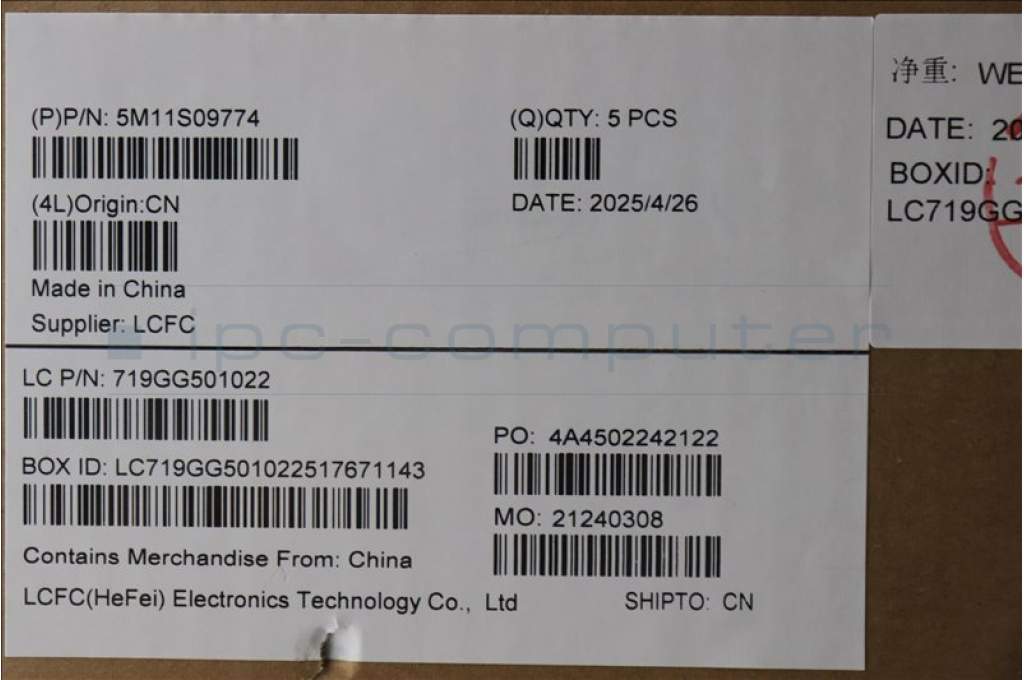 (P)P/N: 5M11S09774
(Q)QTY: 5 PCS
(4L)Origin:CN
DATE: 2025/4/26
Made in China
Supplier: LCFC
ipc-computer
LC P/N: 719GG501022
PO: 4A4502242122
BOX ID: LC719GG501022517671143
MO: 21240308
Contains Merchandise From: China
LCFC(HeFei) Electronics Technology Co., Ltd
SHIPTO: CN
净重: WE
DATE: 20
BOXID:
LC719GG